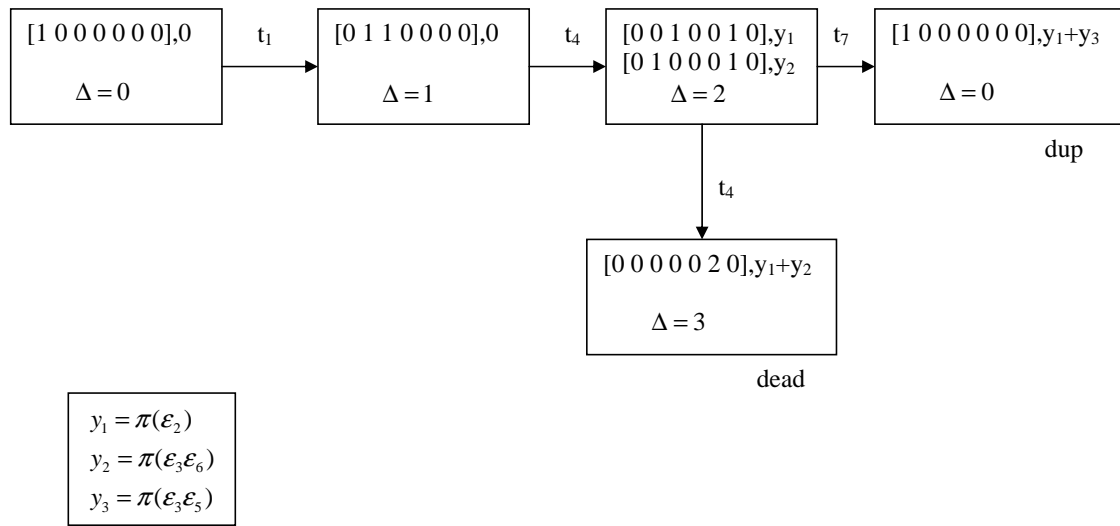 [1 0 0 0 0 0 0],0
Δ = 0
t₁
[0 1 1 0 0 0 0],0
Δ = 1
t₄
[0 0 1 0 0 1 0],y₁
[0 1 0 0 0 1 0],y₂
Δ = 2
t₇
[1 0 0 0 0 0 0],y₁+y₃
Δ = 0
dup
t₄
[0 0 0 0 0 2 0],y₁+y₂
Δ = 3
dead
y₁ = π(ε₂)
y₂ = π(ε₃ε₆)
y₃ = π(ε₃ε₅)